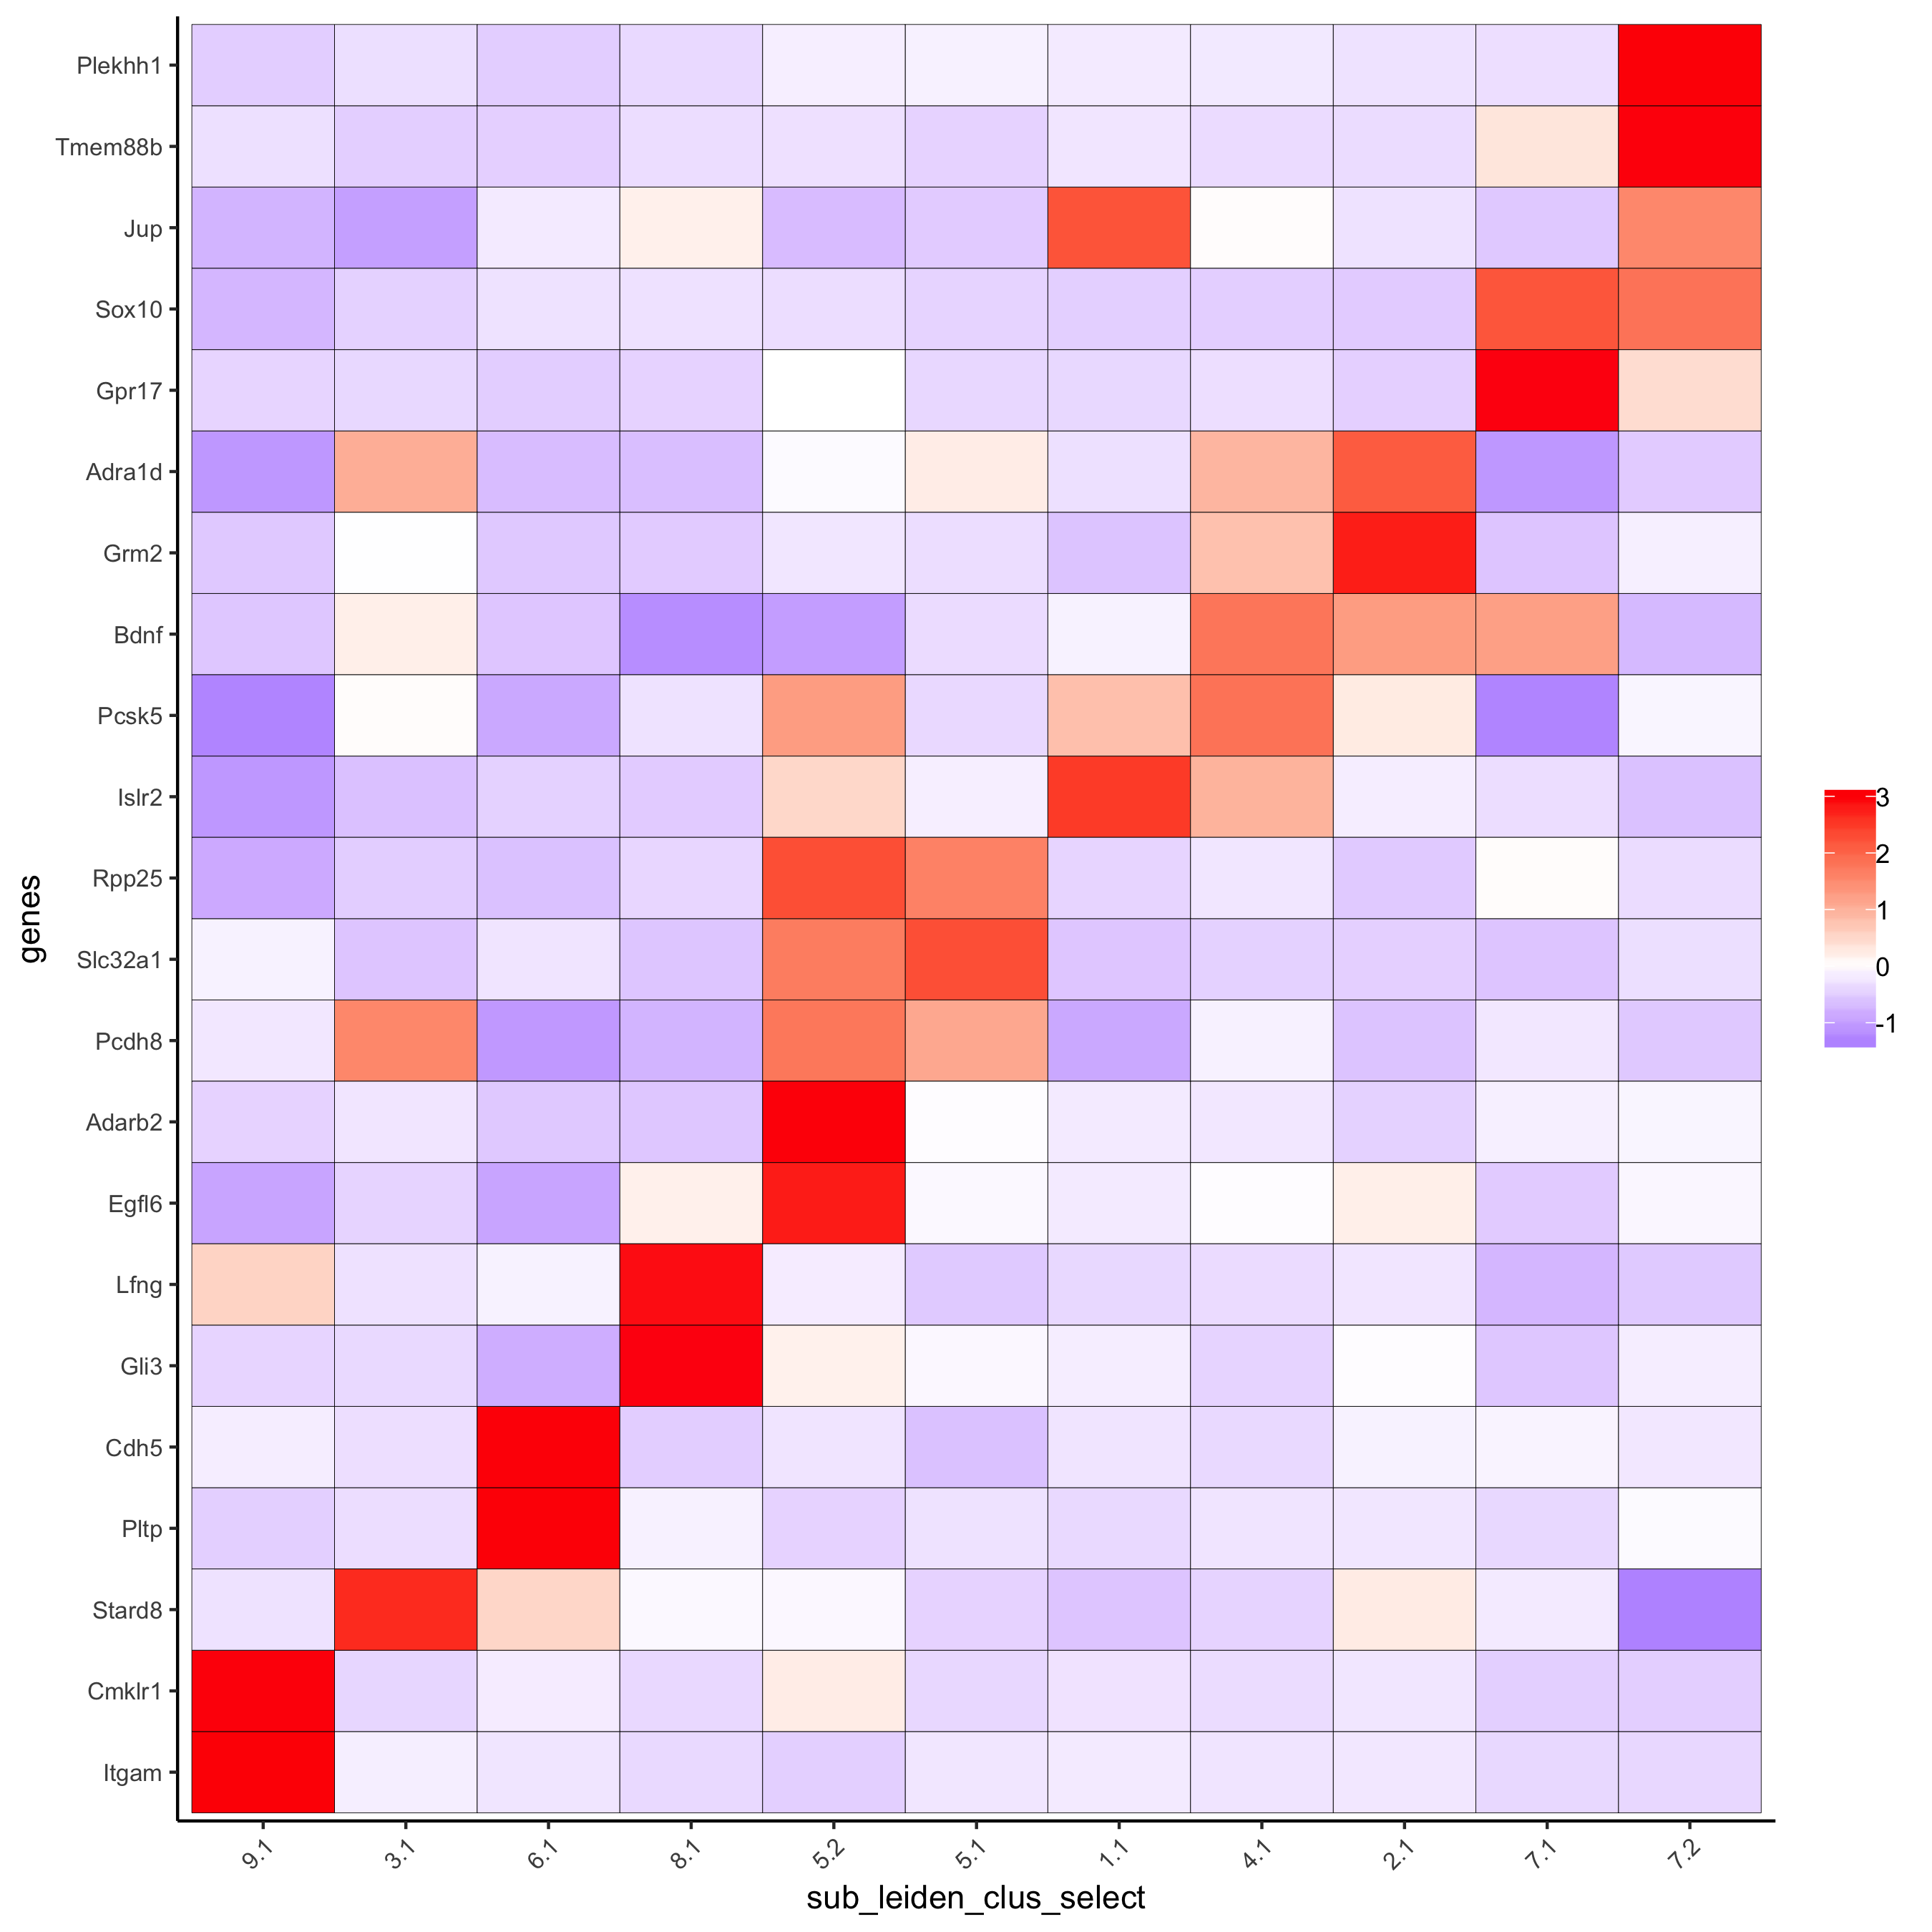 Plekhh1
Tmem88b
Jup
Sox10
Gpr17
Adra1d
Grm2
Bdnf
Pcsk5
Islr2
Rpp25
Slc32a1
Pcdh8
Adarb2
Egfl6
Lfng
Gli3
Cdh5
Pltp
Stard8
Cmklr1
Itgam
genes
9.1 3.1 6.1 8.1 5.2 5.1 1.1 4.1 2.1 7.1 7.2
sub_leiden_clus_select
3
2
1
0
-1